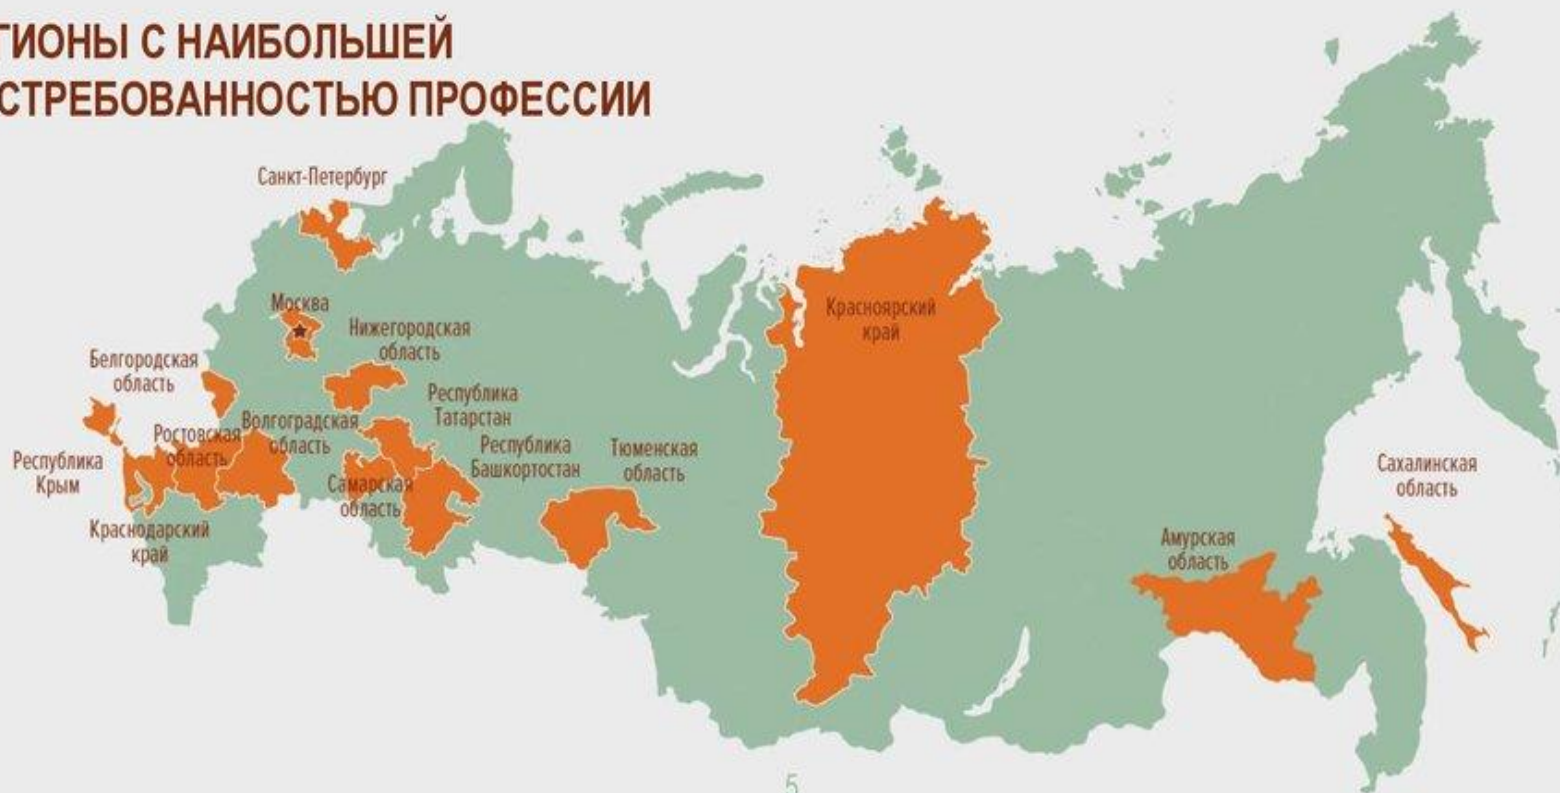 ГИОНЫ С НАИБОЛЬШЕЙ
СТРЕБОВАННОСТЬЮ ПРОФЕССИИ
Санкт-Петербург
Москва
Нижегородская
область
Белгородская
область
Республика
Татарстан
Волгоградская
область
Ростовская
область
Республика
Башкортостан
Тюменская
область
Республика
Крым
Самарская
область
Краснодарский
край
Красноярский
край
Амурская
область
Сахалинская
область
5